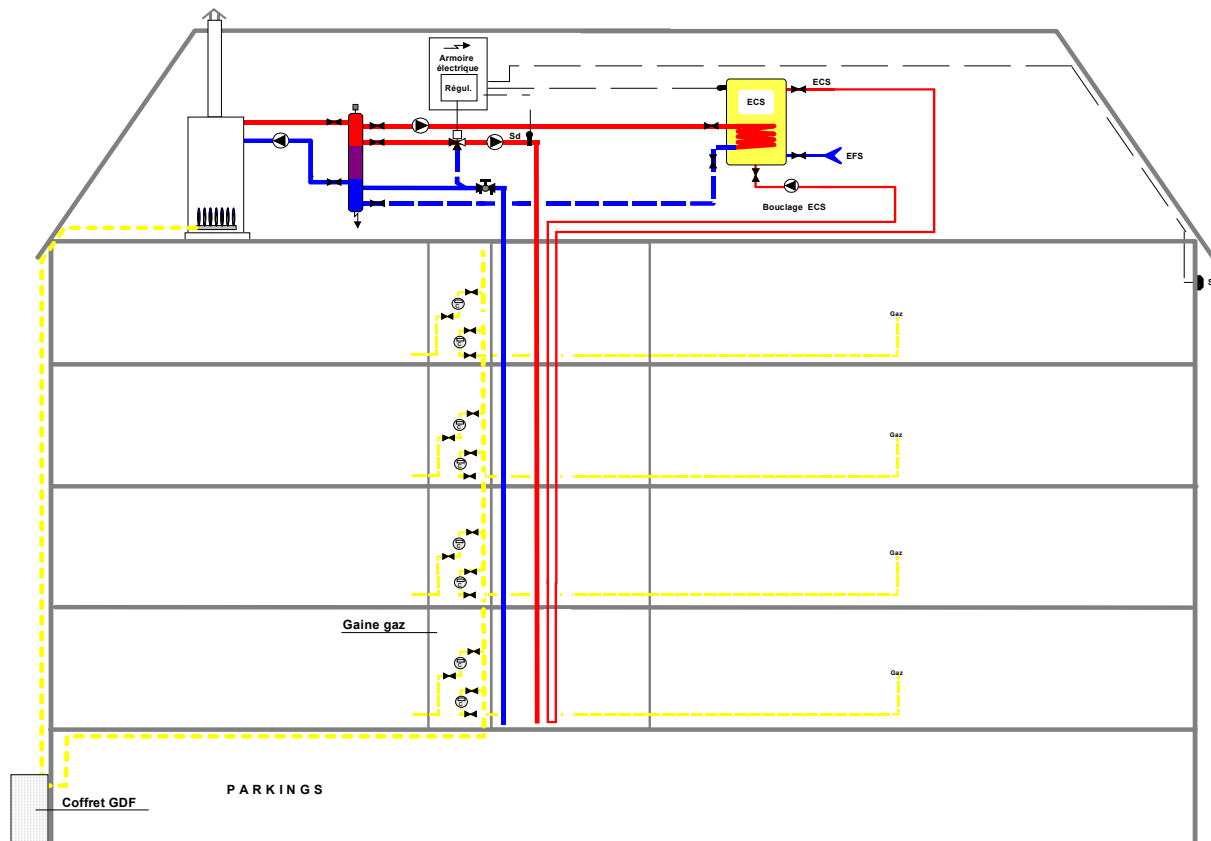 Armoire
électrique
Régul.
ECS
ECS
Sd
EFS
Bouclage ECS
S
Gaz
Gaz
Gaz
Gaine gaz
Gaz
PARKINGS
Coffret GDF